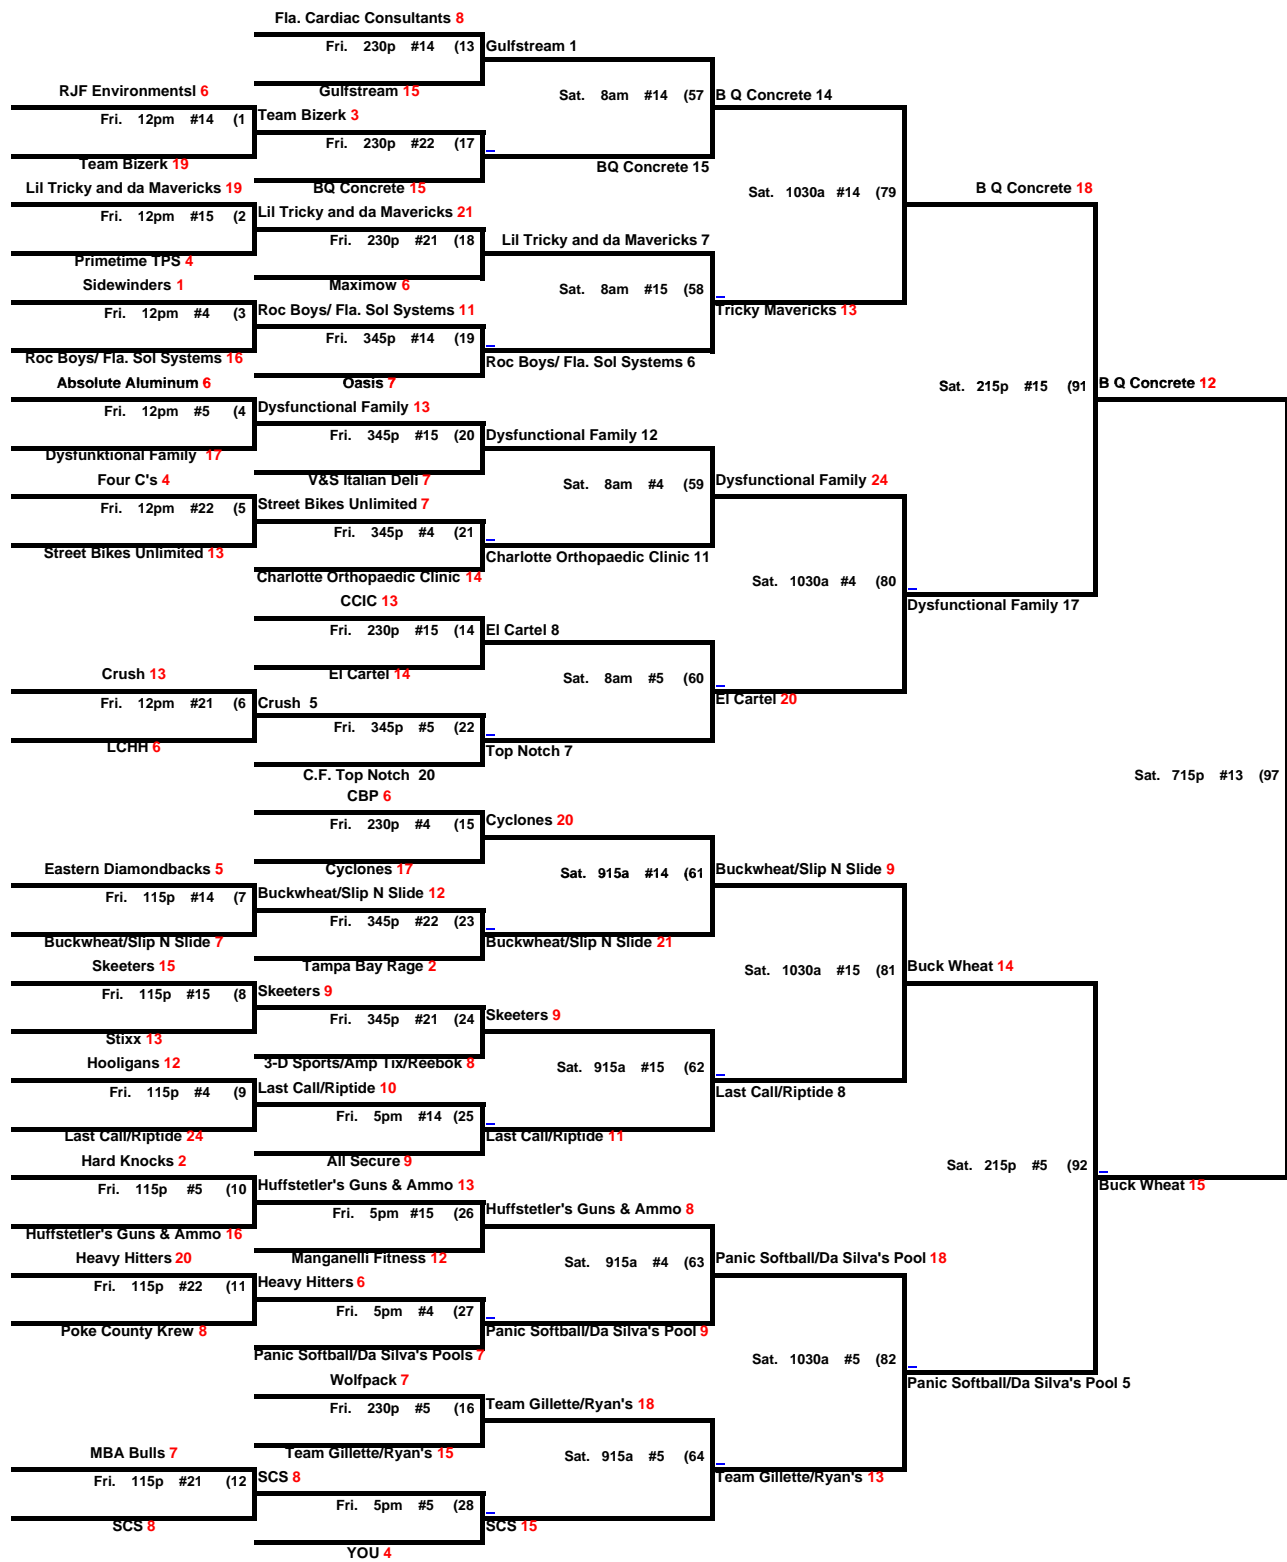 Fla. Cardiac Consultants 8
Fri. 230p #14 (13
Gulfstream 1
RJF Environmentsl 6
Gulfstream 15
Sat. 8am #14 (57
B Q Concrete 14
Fri. 12pm #14 (1
Team Bizerk 3
Fri. 230p #22 (17
Team Bizerk 19
BQ Concrete 15
BQ Concrete 15
Lil Tricky and da Mavericks 19
Sat. 1030a #14 (79
B Q Concrete 18
Fri. 12pm #15 (2
Lil Tricky and da Mavericks 21
Fri. 230p #21 (18
Lil Tricky and da Mavericks 7
Primetime TPS 4
Sidewinders 1
Maximow 6
Sat. 8am #15 (58
Fri. 12pm #4 (3
Roc Boys/ Fla. Sol Systems 11
Tricky Mavericks 13
Fri. 345p #14 (19
Roc Boys/ Fla. Sol Systems 16
Roc Boys/ Fla. Sol Systems 6
Absolute Aluminum 6
Oasis 7
Sat. 215p #15 (91
B Q Concrete 12
Fri. 12pm #5 (4
Dysfunctional Family 13
Fri. 345p #15 (20
Dysfunctional Family 12
Dysfunktional Family 17
Four C's 4
V&S Italian Deli 7
Sat. 8am #4 (59
Dysfunctional Family 24
Fri. 12pm #22 (5
Street Bikes Unlimited 7
Fri. 345p #4 (21
Street Bikes Unlimited 13
Charlotte Orthopaedic Clinic 11
Charlotte Orthopaedic Clinic 14
Sat. 1030a #4 (80
CCIC 13
Dysfunctional Family 17
Fri. 230p #15 (14
El Cartel 8
Crush 13
El Cartel 14
Sat. 8am #5 (60
El Cartel 20
Fri. 12pm #21 (6
Crush 5
Fri. 345p #5 (22
LCHH 6
Top Notch 7
C.F. Top Notch 20
Sat. 715p #13 (97
CBP 6
Fri. 230p #4 (15
Cyclones 20
Eastern Diamondbacks 5
Cyclones 17
Sat. 915a #14 (61
Buckwheat/Slip N Slide 9
Fri. 115p #14 (7
Buckwheat/Slip N Slide 12
Fri. 345p #22 (23
Buckwheat/Slip N Slide 7
Buckwheat/Slip N Slide 21
Skeeters 15
Tampa Bay Rage 2
Sat. 1030a #15 (81
Buck Wheat 14
Fri. 115p #15 (8
Skeeters 9
Fri. 345p #21 (24
Skeeters 9
Stixx 13
Hooligans 12
3-D Sports/Amp Tix/Reebok 8
Sat. 915a #15 (62
Fri. 115p #4 (9
Last Call/Riptide 10
Last Call/Riptide 8
Fri. 5pm #14 (25
Last Call/Riptide 24
Last Call/Riptide 11
Hard Knocks 2
All Secure 9
Sat. 215p #5 (92
Fri. 115p #5 (10
Huffstetler's Guns & Ammo 13
Buck Wheat 15
Fri. 5pm #15 (26
Huffstetler's Guns & Ammo 8
Huffstetler's Guns & Ammo 16
Heavy Hitters 20
Manganelli Fitness 12
Sat. 915a #4 (63
Panic Softball/Da Silva's Pool 18
Fri. 115p #22 (11
Heavy Hitters 6
Fri. 5pm #4 (27
Poke County Krew 8
Panic Softball/Da Silva's Pool 9
Panic Softball/Da Silva's Pools 7
Sat. 1030a #5 (82
Wolfpack 7
Panic Softball/Da Silva's Pool 5
Fri. 230p #5 (16
Team Gillette/Ryan's 18
MBA Bulls 7
Team Gillette/Ryan's 15
Sat. 915a #5 (64
Fri. 115p #21 (12
SCS 8
Team Gillette/Ryan's 13
Fri. 5pm #5 (28
SCS 8
SCS 15
YOU 4